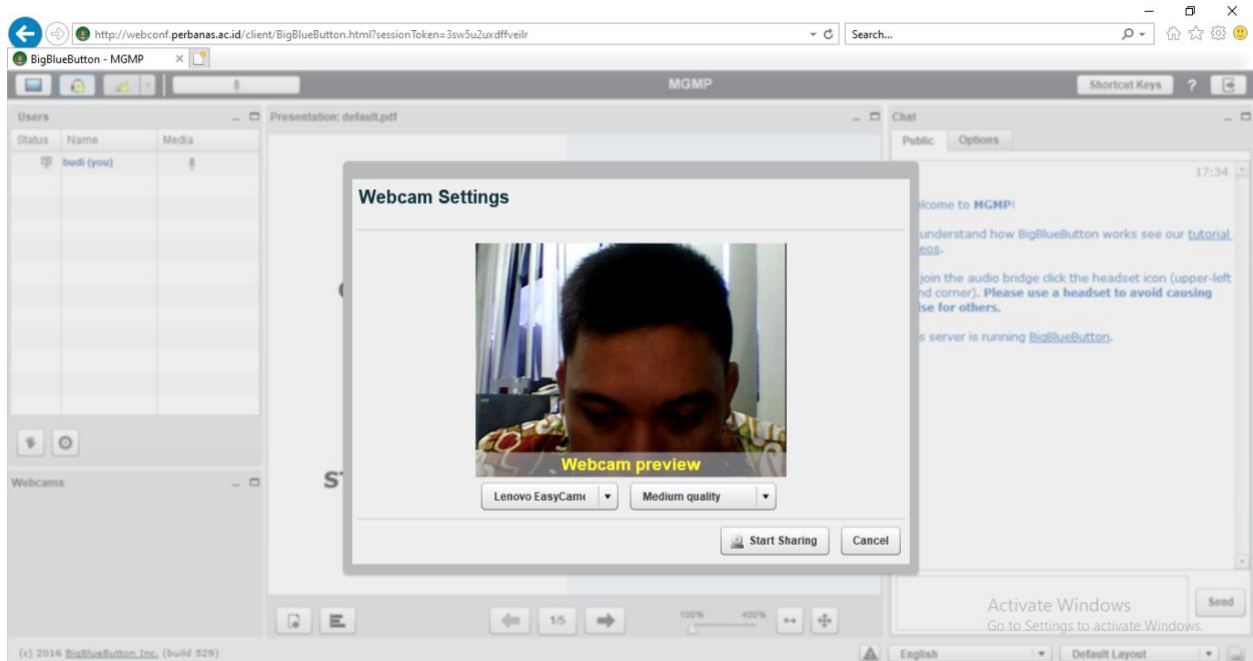 http://webconf.perbanas.ac.id/client/BigBlueButton.html?sessionToken=3sw5u2uxdffveilr
Search...
BigBlueButton - MGMP
MGMP
Shortcut Keys
?
Users
Status Name Media
budi (you)
Presentation: default.pdf
Chat
Public Options
17:34
lcome to MGMP!
understand how BigBlueButton works see our tutorial
eos.
join the audio bridge click the headset icon (upper-left
nd corner). Please use a headset to avoid causing
ise for others.
s server is running BigBlueButton.
Webcam Settings
Webcam preview
Lenovo EasyCame
Medium quality
Start Sharing
Cancel
Webcams
1/5
100% 400%
Send
Activate Windows
Go to Settings to activate Windows.
(c) 2016 BigBlueButton Inc. (build 529)
English
Default Layout